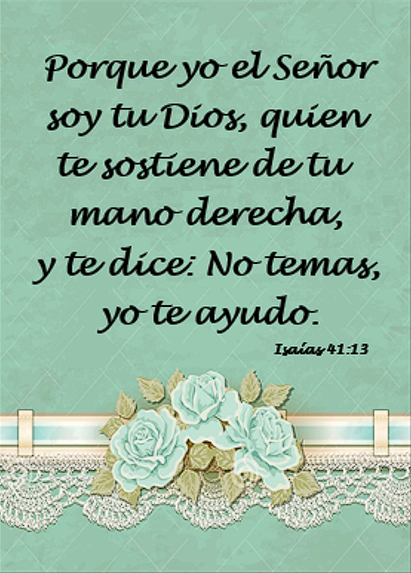 Porque yo el Señor
soy tu Dios, quien
te sostiene de tu
mano derecha,
y te dice: No temas,
yo te ayudo.
Isaías 41:13